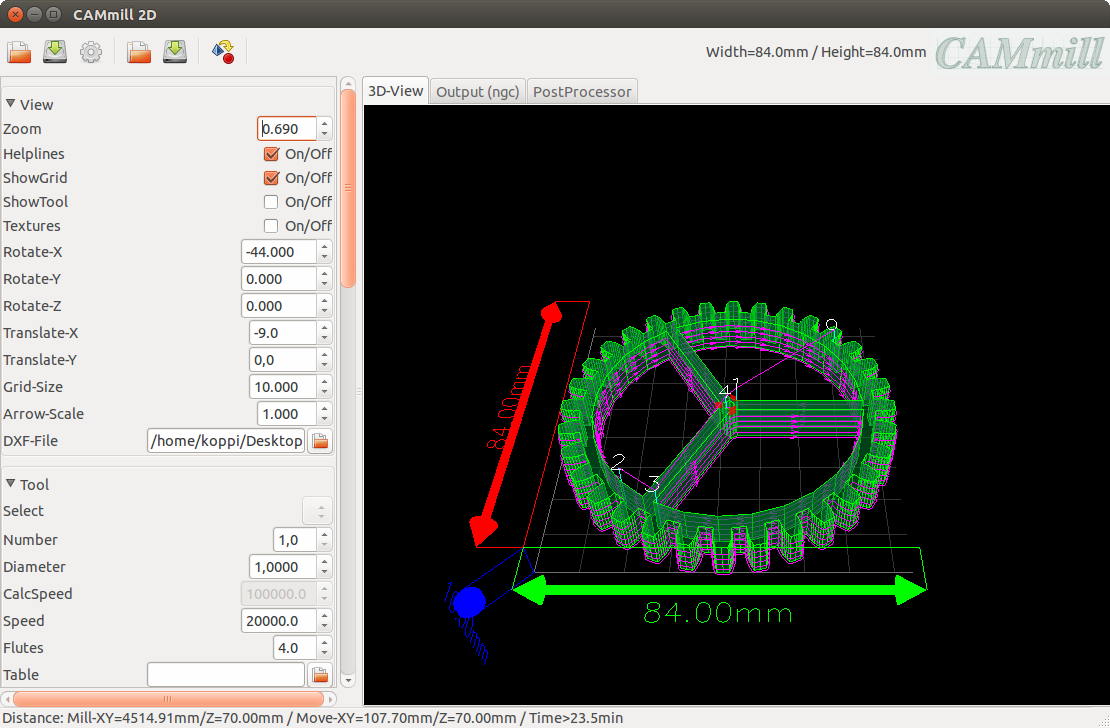 CAMmill 2D
Width=84.0mm / Height=84.0mm
CAMmill
3D-View Output (ngc) PostProcessor
View
Zoom 0.690
Helplines On/Off
ShowGrid On/Off
ShowTool On/Off
Textures On/Off
Rotate-X -44.000
Rotate-Y 0.000
Rotate-Z 0.000
Translate-X -9.0
Translate-Y 0,0
Grid-Size 10.000
Arrow-Scale 1.000
DXF-File /home/koppi/Desktop
Tool
Select
Number 1,0
Diameter 1,0000
CalcSpeed 100000.0
Speed 20000.0
Flutes 4.0
Table
84.00mm
2
3
4
1
84.00mm
Distance: Mill-XY=4514.91mm/Z=70.00mm / Move-XY=107.70mm/Z=70.00mm / Time>23.5min